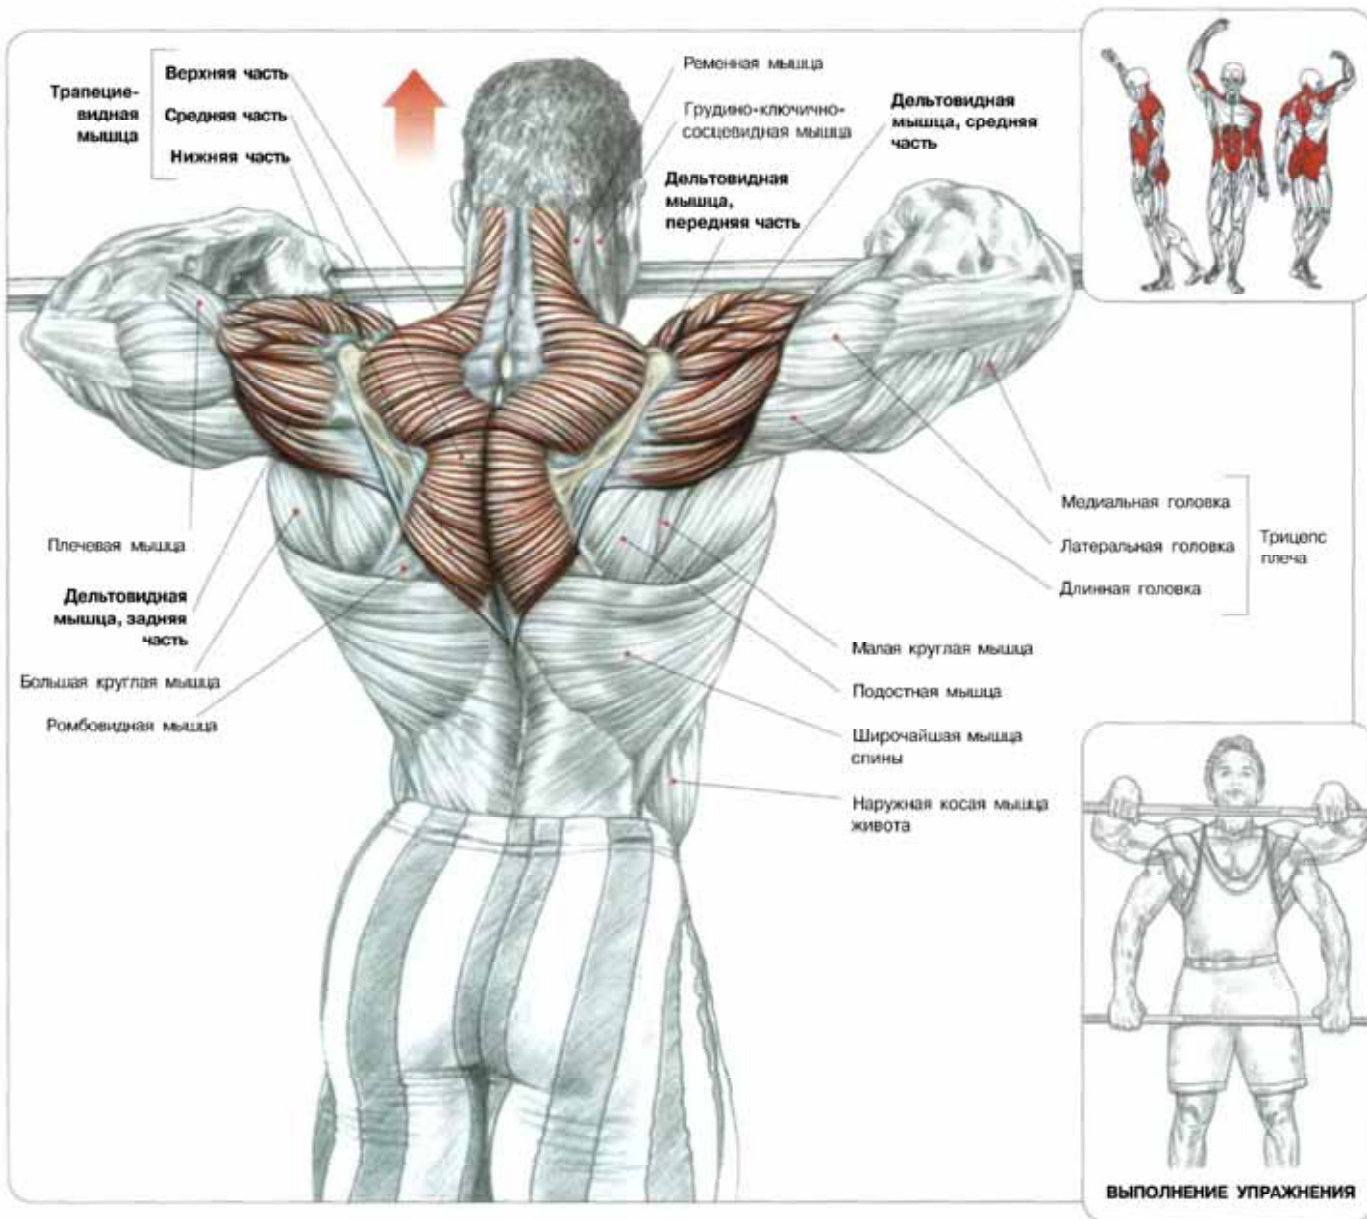 Трапецие-
видная
мышца
Верхняя часть
Средняя часть
Нижняя часть
Ременная мышца
Грудино-ключично-
сосцевидная мышца
Дельтовидная
мышца, средняя
часть
Дельтовидная
мышца,
передняя часть
Плечевая мышца
Дельтовидная
мышца, задняя
часть
Большая круглая мышца
Ромбовидная мышца
Медиальная головка
Латеральная головка
Длинная головка
Трицепс
плеча
Малая круглая мышца
Подостная мышца
Широчайшая мышца
спины
Наружная косая мышца
живота
ВЫПОЛНЕНИЕ УПРАЖНЕНИЯ